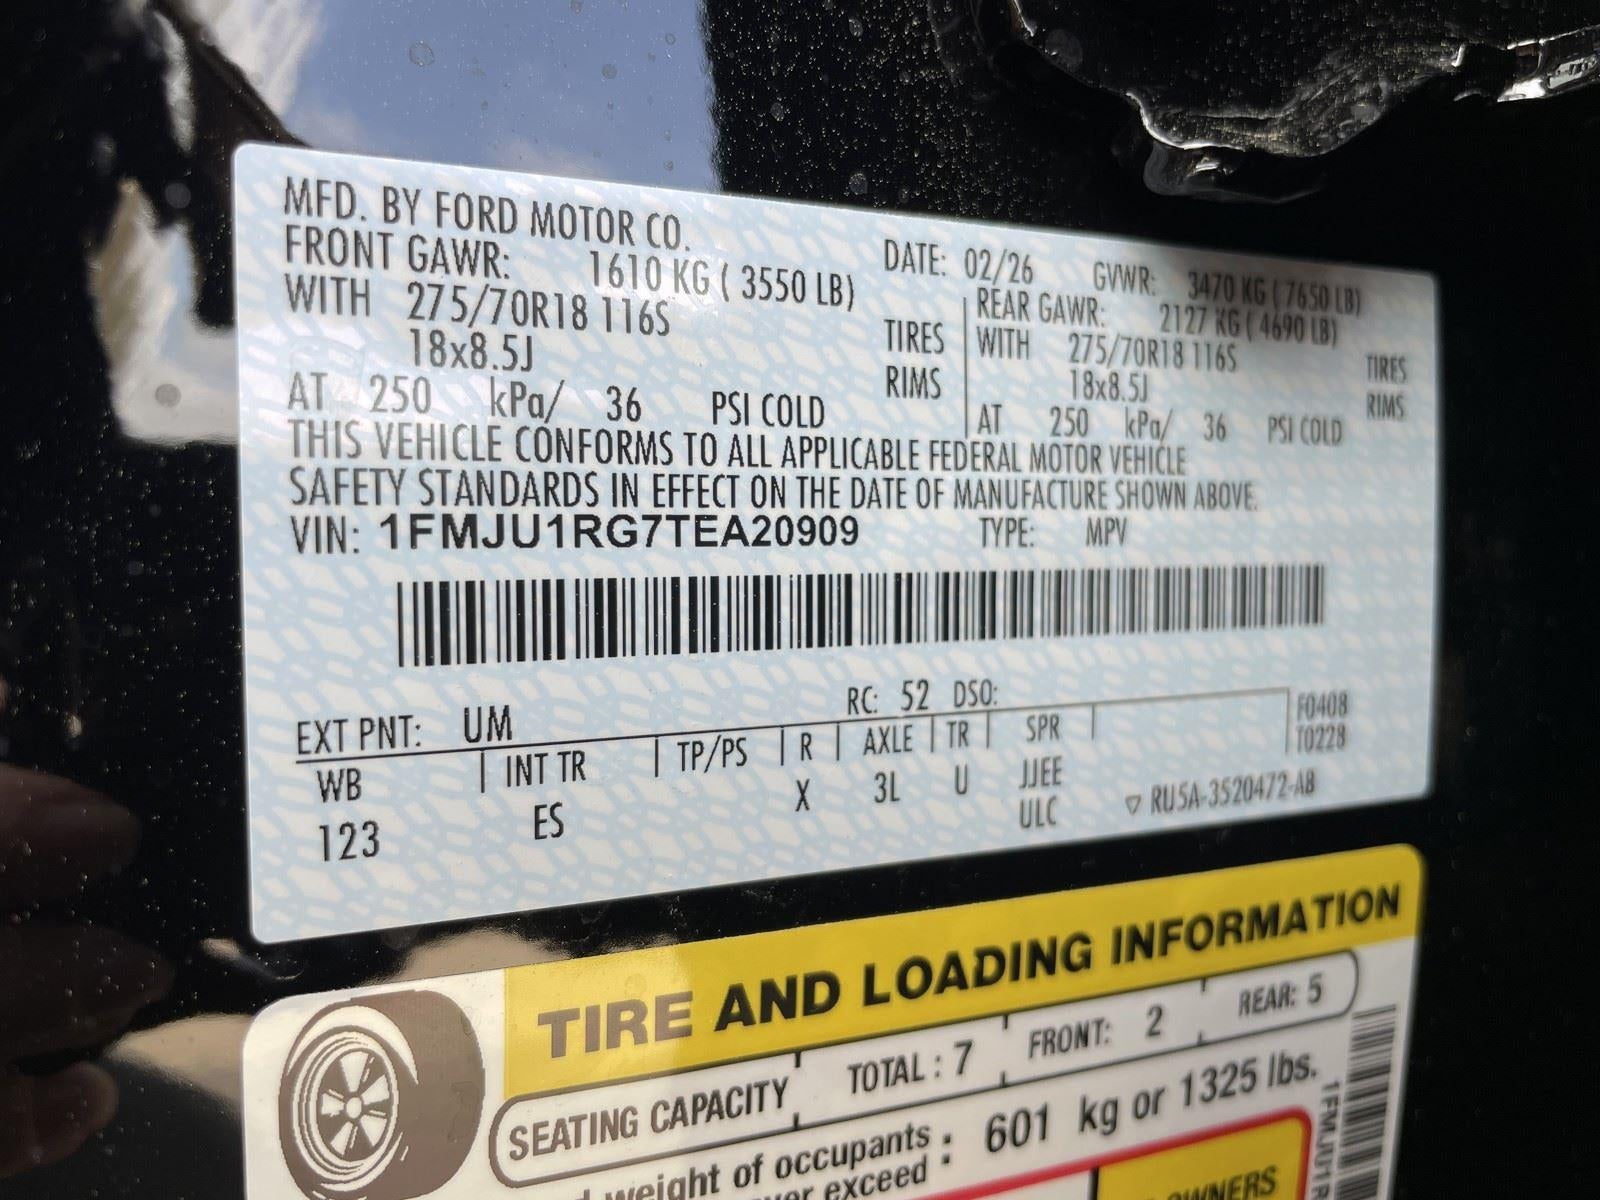 MFD. BY FORD MOTOR CO.
DATE: 02/26 GVWR: 3470 KG ( 7650 LB)
FRONT GAWR: 1610 KG ( 3550 LB) REAR GAWR: 2127 KG ( 4690 LB)
WITH 275/70R18 116S TIRES WITH 275/70R18 116S TIRES
18x8.5J RIMS 18x8.5J RIMS
AT 250 kPa/ 36 PSI COLD AT 250 kPa/ 36 PSI COLD
THIS VEHICLE CONFORMS TO ALL APPLICABLE FEDERAL MOTOR VEHICLE
SAFETY STANDARDS IN EFFECT ON THE DATE OF MANUFACTURE SHOWN ABOVE.
VIN: 1FMJU1RG7TEA20909 TYPE: MPV
EXT PNT: UM RC: 52 DSO: F0408
WB INT TR TP/PS R AXLE TR SPR T0228
123 ES X 3L U JJEE
ULC RU5A-3520472-AB
TIRE AND LOADING INFORMATION
SEATING CAPACITY TOTAL : 7 FRONT: 2 REAR: 5
weight of occupants : 601 kg or 1325 lbs.
exceed
OWNERS
1FMJU1R